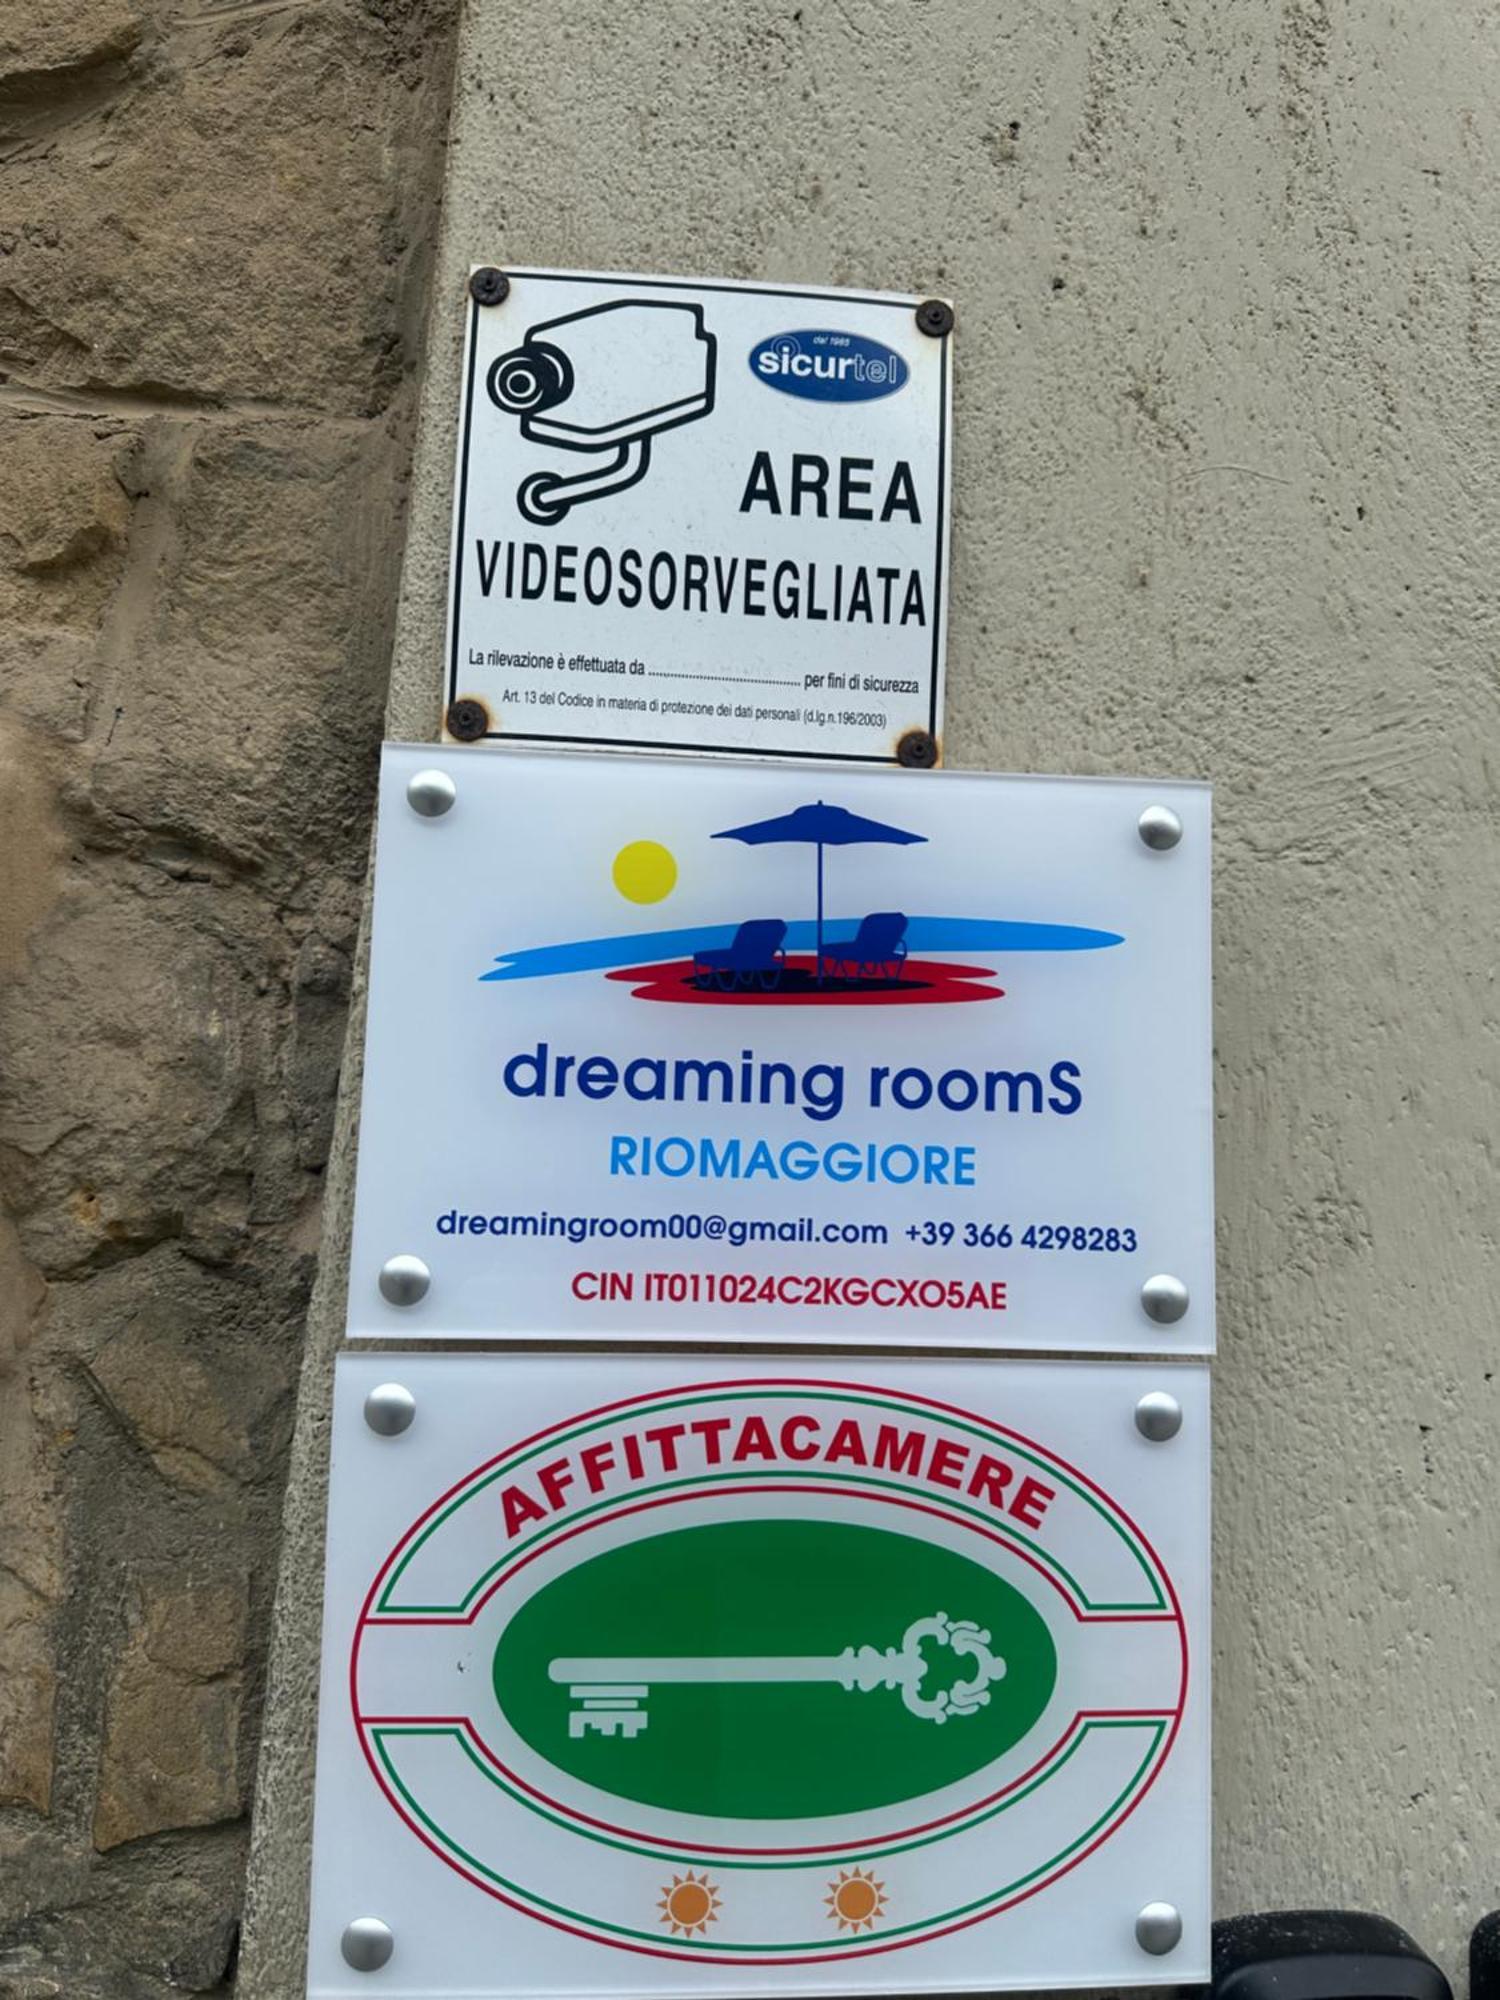 dal 1985
sicurtel
AREA
VIDEOSORVEGLIATA
La rilevazione è effettuata da ........................................ per fini di sicurezza
Art. 13 del Codice in materia di protezione dei dati personali (d.lg.n.196/2003)
dreaming roomS
RIOMAGGIORE
dreamingroom00@gmail.com +39 366 4298283
CIN IT011024C2KGCXO5AE
AFFITTACAMERE